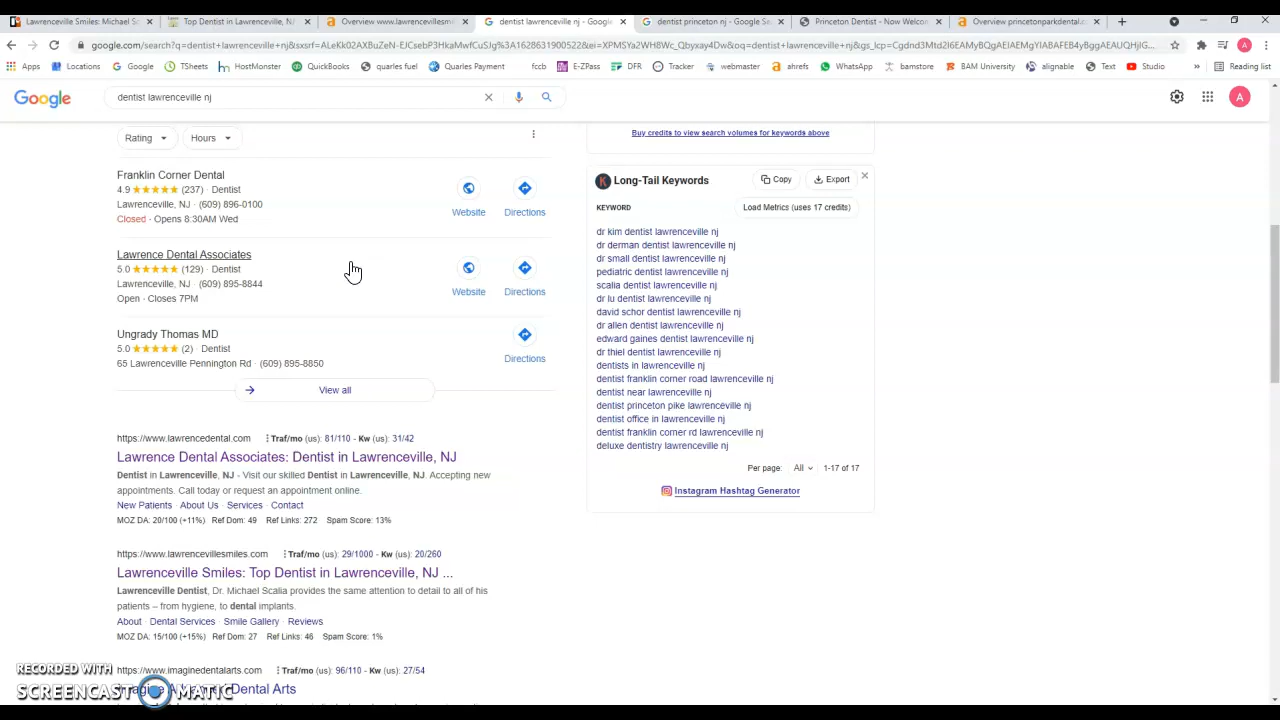 Lawrenceville Smiles: Michael S
Top Dentist in Lawrenceville, NJ
Overview www.lawrencevillesmil
dentist lawrenceville nj - Google
dentist princeton nj - Google Sea
Princeton Dentist - Now Welcom
Overview princetonparkdental.co
Apps Locations Google TSheets HostMonster QuickBooks quarles fuel Quarles Payment fccb E-ZPass DFR Tracker webmaster ahrefs WhatsApp bamstore BAM University alignable Text Studio » Reading list
Google
dentist lawrenceville nj
A
Rating
Hours
Buy credits to view search volumes for keywords above
Franklin Corner Dental
4.9 (237) · Dentist
Lawrenceville, NJ · (609) 896-0100
Closed · Opens 8:30AM Wed
Website
Directions
Lawrence Dental Associates
5.0 (129) · Dentist
Lawrenceville, NJ · (609) 895-8844
Open · Closes 7PM
Website
Directions
Ungrady Thomas MD
5.0 (2) · Dentist
65 Lawrenceville Pennington Rd · (609) 895-8850
Directions
View all
https://www.lawrencedental.com Traf/mo (us): 81/110 - Kw (us): 31/42
Lawrence Dental Associates: Dentist in Lawrenceville, NJ
Dentist in Lawrenceville, NJ - Visit our skilled Dentist in Lawrenceville, NJ. Accepting new
appointments. Call today or request an appointment online.
New Patients · About Us · Services · Contact
MOZ DA: 20/100 (+11%) Ref Dom: 49 Ref Links: 272 Spam Score: 13%
https://www.lawrencevillesmiles.com Traf/mo (us): 29/1000 - Kw (us): 20/260
Lawrenceville Smiles: Top Dentist in Lawrenceville, NJ ...
Lawrenceville Dentist, Dr. Michael Scalia provides the same attention to detail to all of his
patients – from hygiene, to dental implants.
About · Dental Services · Smile Gallery · Reviews
MOZ DA: 15/100 (+15%) Ref Dom: 27 Ref Links: 46 Spam Score: 1%
https://www.imaginedentalarts.com Traf/mo (us): 96/110 - Kw (us): 27/54
Dental Arts
Long-Tail Keywords
Copy
Export
KEYWORD
Load Metrics (uses 17 credits)
dr kim dentist lawrenceville nj
dr derman dentist lawrenceville nj
dr small dentist lawrenceville nj
pediatric dentist lawrenceville nj
scalia dentist lawrenceville nj
dr lu dentist lawrenceville nj
david schor dentist lawrenceville nj
dr allen dentist lawrenceville nj
edward gaines dentist lawrenceville nj
dr thiel dentist lawrenceville nj
dentists in lawrenceville nj
dentist franklin corner road lawrenceville nj
dentist near lawrenceville nj
dentist princeton pike lawrenceville nj
dentist office in lawrenceville nj
dentist franklin corner rd lawrenceville nj
deluxe dentistry lawrenceville nj
Per page: All 1-17 of 17
Instagram Hashtag Generator
RECORDED WITH
SCREENCAST MATIC